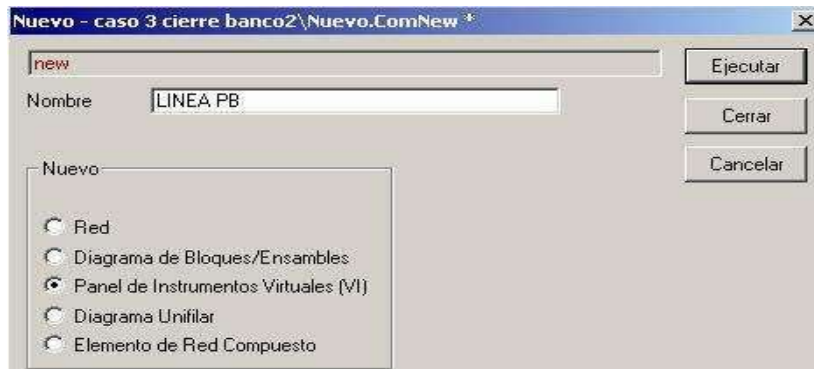 Nuevo - caso 3 cierre banco2\Nuevo.ComNew *
new
Ejecutar
Nombre LINEA PB
Cerrar
Cancelar
Nuevo
Red
Diagrama de Bloques/Ensambles
Panel de Instrumentos Virtuales (VI)
Diagrama Unifilar
Elemento de Red Compuesto